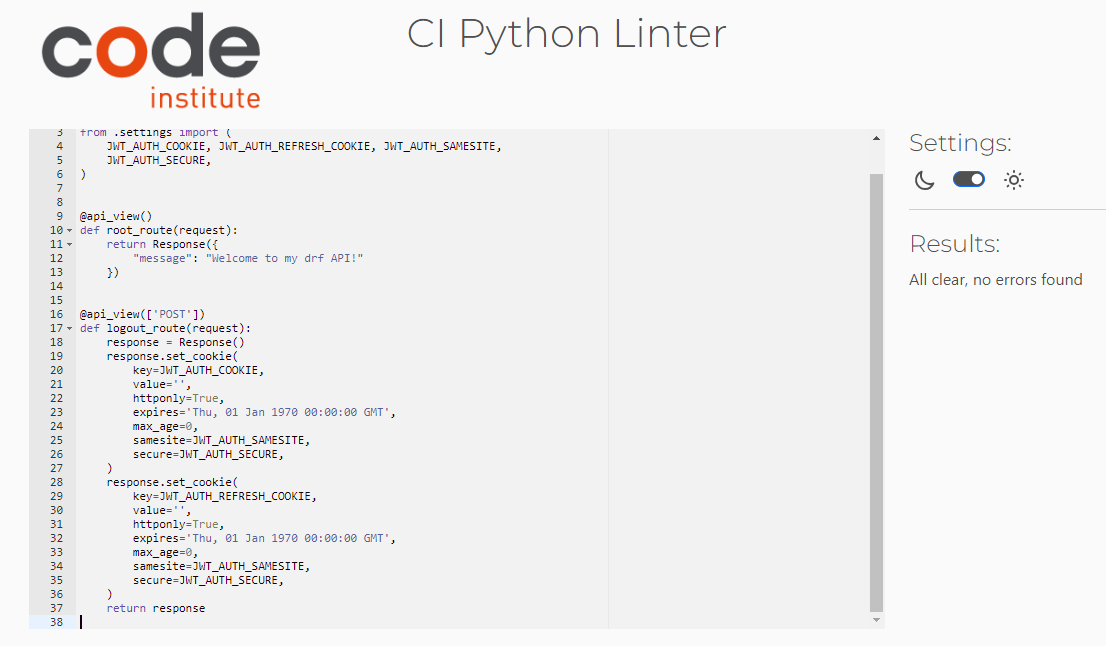 code
institute
CI Python Linter
3 from .settings import (
4     JWT_AUTH_COOKIE, JWT_AUTH_REFRESH_COOKIE, JWT_AUTH_SAMESITE,
5     JWT_AUTH_SECURE,
6 )
7
8
9 @api_view()
10 def root_route(request):
11     return Response({
12         "message": "Welcome to my drf API!"
13     })
14
15
16 @api_view(['POST'])
17 def logout_route(request):
18     response = Response()
19     response.set_cookie(
20         key=JWT_AUTH_COOKIE,
21         value='',
22         httponly=True,
23         expires='Thu, 01 Jan 1970 00:00:00 GMT',
24         max_age=0,
25         samesite=JWT_AUTH_SAMESITE,
26         secure=JWT_AUTH_SECURE,
27     )
28     response.set_cookie(
29         key=JWT_AUTH_REFRESH_COOKIE,
30         value='',
31         httponly=True,
32         expires='Thu, 01 Jan 1970 00:00:00 GMT',
33         max_age=0,
34         samesite=JWT_AUTH_SAMESITE,
35         secure=JWT_AUTH_SECURE,
36     )
37     return response
38
Settings:
Results:
All clear, no errors found